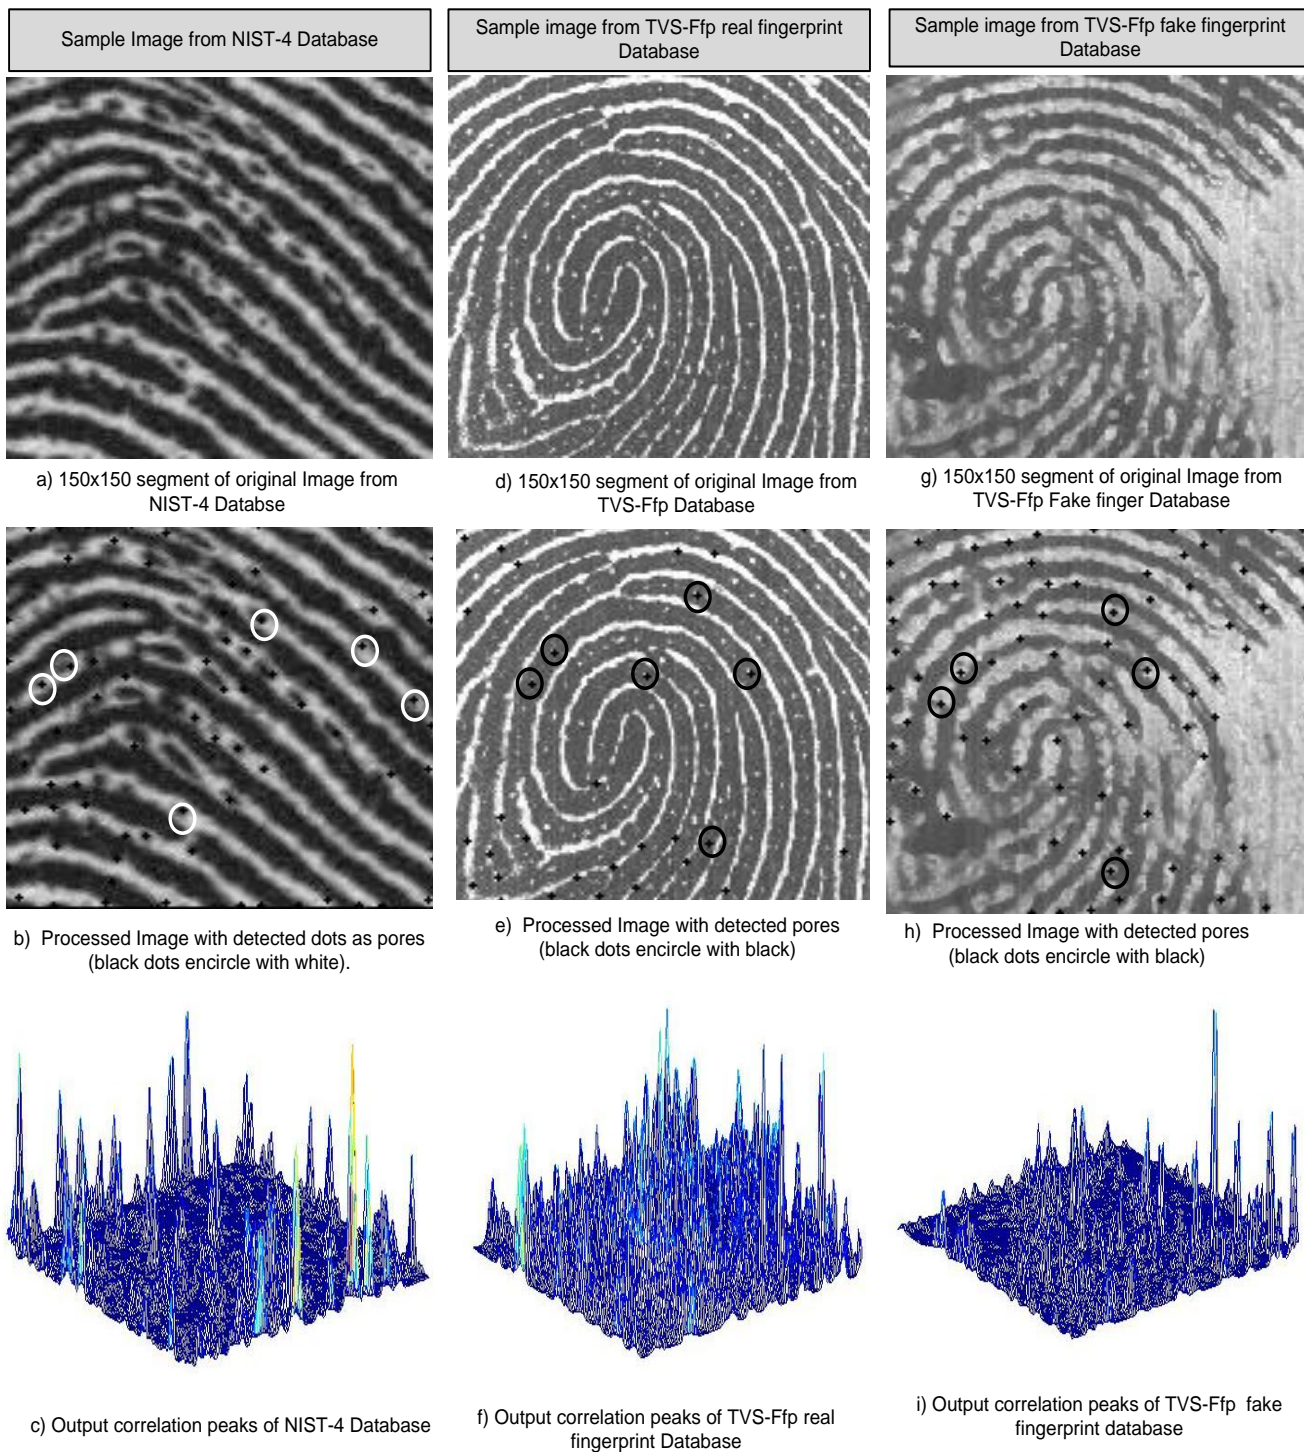 Sample Image from NIST-4 Database
Sample image from TVS-Ffp real fingerprint
Database
Sample image from TVS-Ffp fake fingerprint
Database
a) 150x150 segment of original Image from
NIST-4 Databse
d) 150x150 segment of original Image from
TVS-Ffp Database
g) 150x150 segment of original Image from
TVS-Ffp Fake finger Database
b) Processed Image with detected dots as pores
(black dots encircle with white).
e) Processed Image with detected pores
(black dots encircle with black)
h) Processed Image with detected pores
(black dots encircle with black)
c) Output correlation peaks of NIST-4 Database
f) Output correlation peaks of TVS-Ffp real
fingerprint Database
i) Output correlation peaks of TVS-Ffp fake
fingerprint database